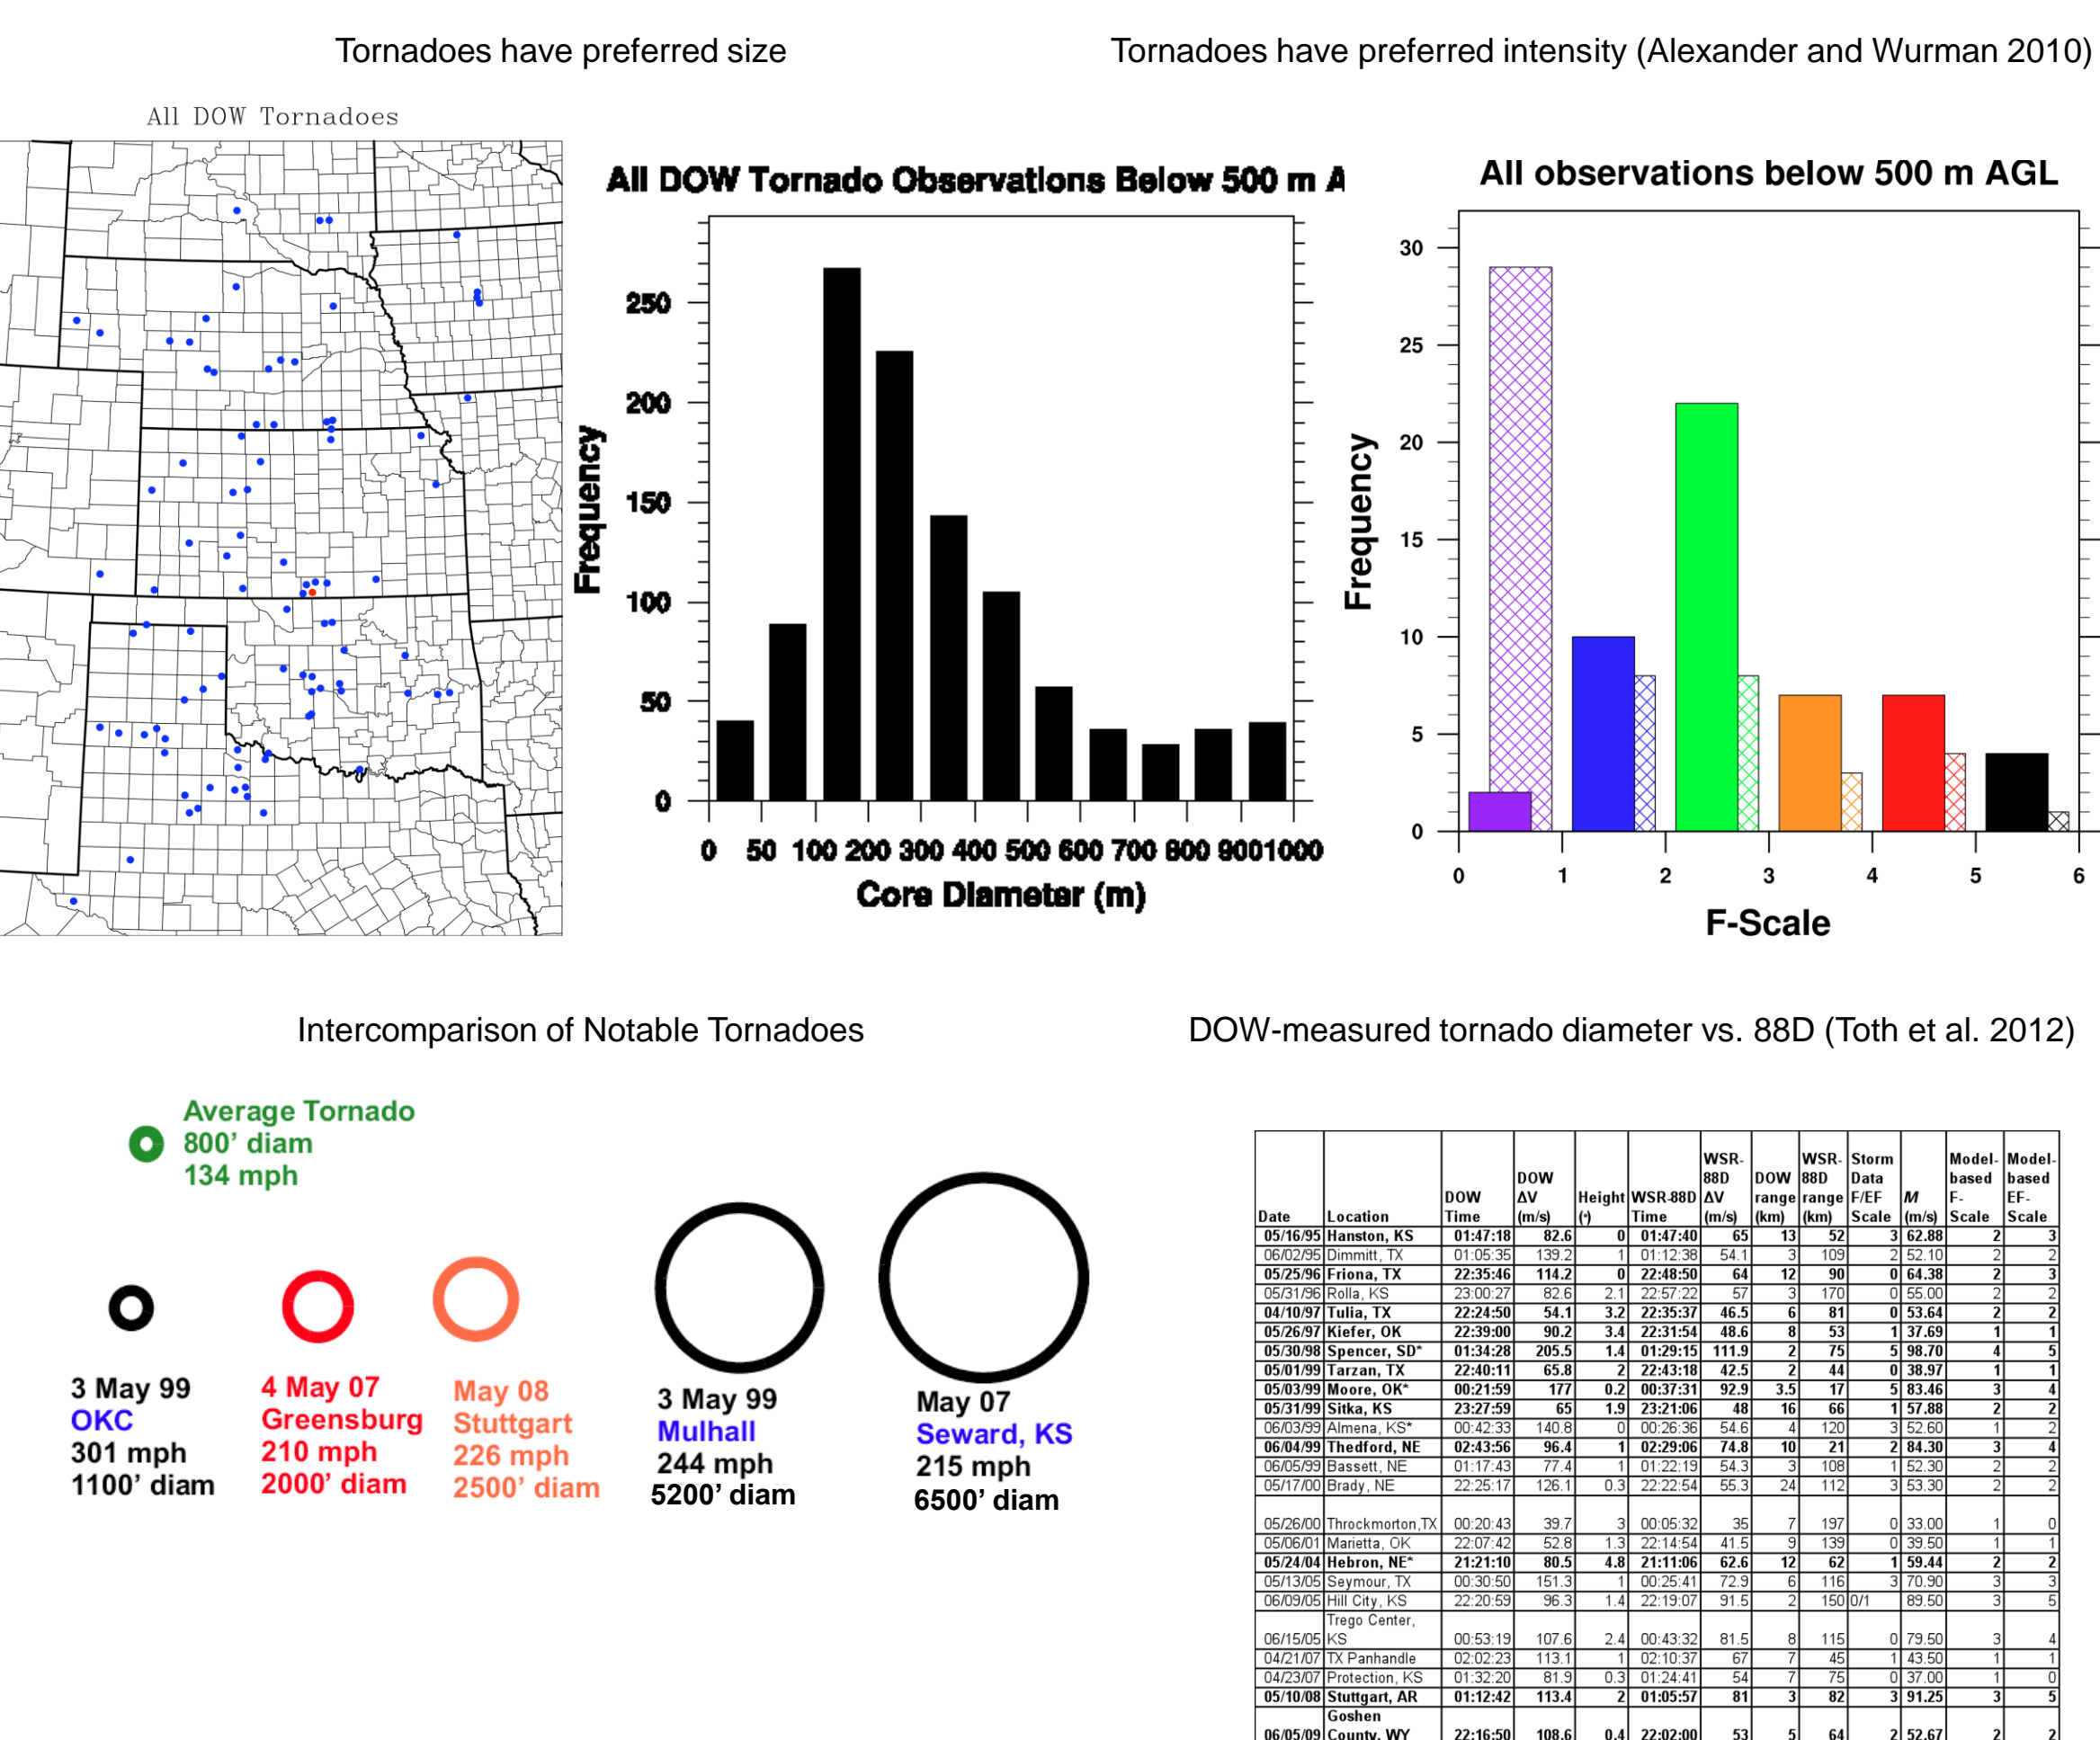 Tornadoes have preferred size
Tornadoes have preferred intensity (Alexander and Wurman 2010)
All DOW Tornadoes
All DOW Tornado Observations Below 500 m A
250
200
150
100
50
0
Frequency
0 50 100 200 300 400 500 600 700 800 900 1000
Core Diameter (m)
All observations below 500 m AGL
30
25
20
15
10
5
0
Frequency
0 1 2 3 4 5 6
F-Scale
Intercomparison of Notable Tornadoes
Average Tornado
800’ diam
134 mph
3 May 99
OKC
301 mph
1100’ diam
4 May 07
Greensburg
210 mph
2000’ diam
May 08
Stuttgart
226 mph
2500’ diam
3 May 99
Mulhall
244 mph
5200’ diam
May 07
Seward, KS
215 mph
6500’ diam
DOW-measured tornado diameter vs. 88D (Toth et al. 2012)
Date Location DOW Time DOW ΔV (m/s) Height (°) WSR-88D Time WSR-88D ΔV (m/s) DOW range (km) WSR-88D range (km) Storm Data F/EF Scale M (m/s) Model-based F-Scale Model-based EF-Scale
05/16/95 Hanston, KS 01:47:18 82.6 0 01:47:40 65 13 52 3 62.88 2 3
06/02/95 Dimmitt, TX 01:05:35 139.2 1 01:12:38 54.1 3 109 2 52.10 2 2
05/25/96 Friona, TX 22:35:46 114.2 0 22:48:50 64 12 90 0 64.38 2 3
05/31/96 Rolla, KS 23:00:27 82.6 2.1 22:57:22 57 3 170 0 55.00 2 2
04/10/97 Tulia, TX 22:24:50 54.1 3.2 22:35:37 46.5 6 81 0 53.64 2 2
05/26/97 Kiefer, OK 22:39:00 90.2 3.4 22:31:54 48.6 8 53 1 37.69 1 1
05/30/98 Spencer, SD* 01:34:28 205.5 1.4 01:29:15 111.9 2 75 5 98.70 4 5
05/01/99 Tarzan, TX 22:40:11 65.8 2 22:43:18 42.5 2 44 0 38.97 1 1
05/03/99 Moore, OK* 00:21:59 177 0.2 00:37:31 92.9 3.5 17 5 83.46 3 4
05/31/99 Sitka, KS 23:27:59 65 1.9 23:21:06 48 16 66 1 57.88 2 2
06/03/99 Almena, KS* 00:42:33 140.8 0 00:26:36 54.6 4 120 3 52.60 1 2
06/04/99 Thedford, NE 02:43:56 96.4 1 02:29:06 74.8 10 21 2 84.30 3 4
06/05/99 Bassett, NE 01:17:43 77.4 1 01:22:19 54.3 3 108 1 52.30 2 2
05/17/00 Brady, NE 22:25:17 126.1 0.3 22:22:54 55.3 24 112 3 53.30 2 2
05/26/00 Throckmorton,TX 00:20:43 39.7 3 00:05:32 35 7 197 0 33.00 1 0
05/06/01 Marietta, OK 22:07:42 52.8 1.3 22:14:54 41.5 9 139 0 39.50 1 1
05/24/04 Hebron, NE* 21:21:10 80.5 4.8 21:11:06 62.6 12 62 1 59.44 2 2
05/13/05 Seymour, TX 00:30:50 151.3 1 00:25:41 72.9 6 116 3 70.90 3 3
06/09/05 Hill City, KS 22:20:59 96.3 1.4 22:19:07 91.5 2 150 0/1 89.50 3 5
Trego Center,
06/15/05 KS 00:53:19 107.6 2.4 00:43:32 81.5 8 115 0 79.50 3 4
04/21/07 TX Panhandle 02:02:23 113.1 1 02:10:37 67 7 45 1 43.50 1 1
04/23/07 Protection, KS 01:32:20 81.9 0.3 01:24:41 54 7 75 0 37.00 1 0
05/10/08 Stuttgart, AR 01:12:42 113.4 2 01:05:57 81 3 82 3 91.25 3 5
Goshen
06/05/09 County, WY 22:16:50 108.6 0.4 22:02:00 53 5 64 2 52.67 2 2